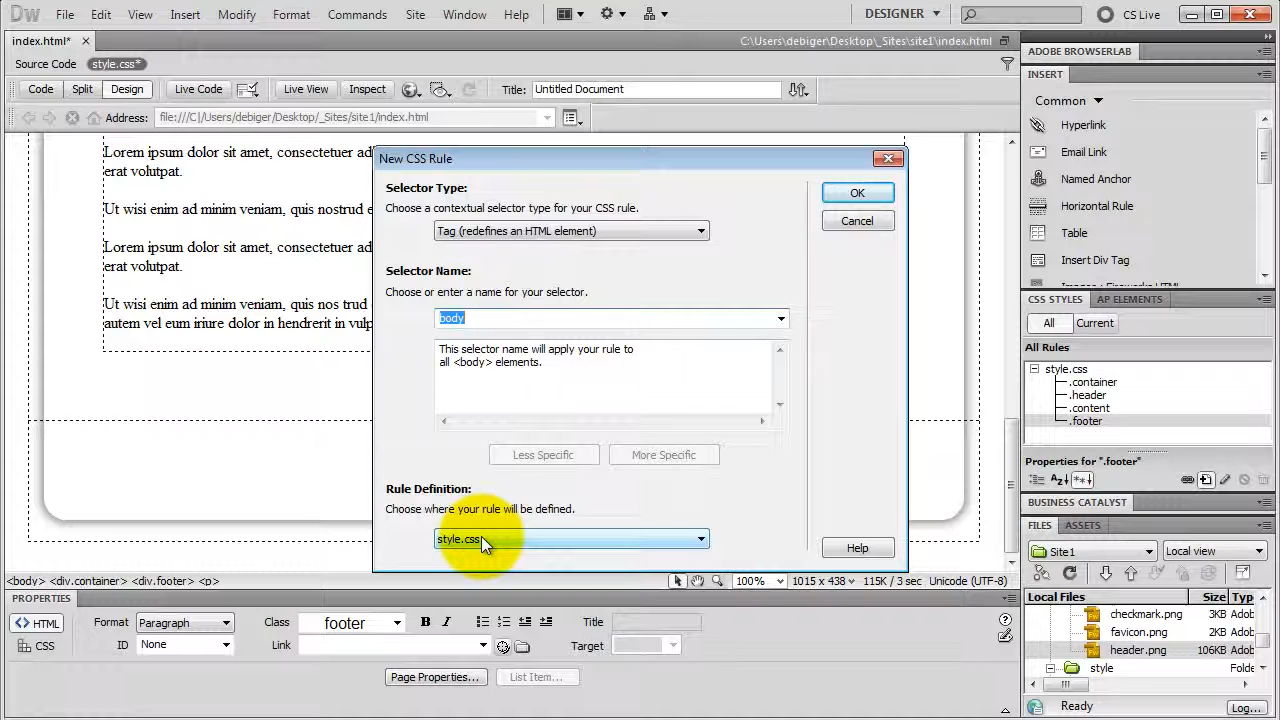 Dw File Edit View Insert Modify Format Commands Site Window Help DESIGNER CS Live
index.html* C:\Users\debiger\Desktop\_Sites\site1\index.html
Source Code style.css*
Code Split Design Live Code Live View Inspect Title: Untitled Document
Address: file:///C|/Users/debiger/Desktop/_Sites/site1/index.html
Lorem ipsum dolor sit amet, consectetuer ad
erat volutpat.
Ut wisi enim ad minim veniam, quis nostrud e
Lorem ipsum dolor sit amet, consectetuer ad
erat volutpat.
Ut wisi enim ad minim veniam, quis nos trud
autem vel eum iriure dolor in hendrerit in vulp
New CSS Rule
Selector Type:
Choose a contextual selector type for your CSS rule.
Tag (redefines an HTML element)
Selector Name:
Choose or enter a name for your selector.
body
This selector name will apply your rule to
all <body> elements.
Less Specific More Specific
Rule Definition:
Choose where your rule will be defined.
style.css
OK
Cancel
Help
ADOBE BROWSERLAB
INSERT
Common
Hyperlink
Email Link
Named Anchor
Horizontal Rule
Table
Insert Div Tag
CSS STYLES AP ELEMENTS
All Current
All Rules
style.css
.container
.header
.content
.footer
Properties for ".footer"
BUSINESS CATALYST
FILES ASSETS
Site1 Local view
Local Files Size Type
checkmark.png 3KB Adob
favicon.png 2KB Adob
header.png 106KB Adob
style Folde
Ready Log...
<body> <div.container> <div.footer> <p> 100% 1015 x 438 115K / 3 sec Unicode (UTF-8)
PROPERTIES
HTML Format Paragraph Class footer B I Title
CSS ID None Link Target
Page Properties... List Item...